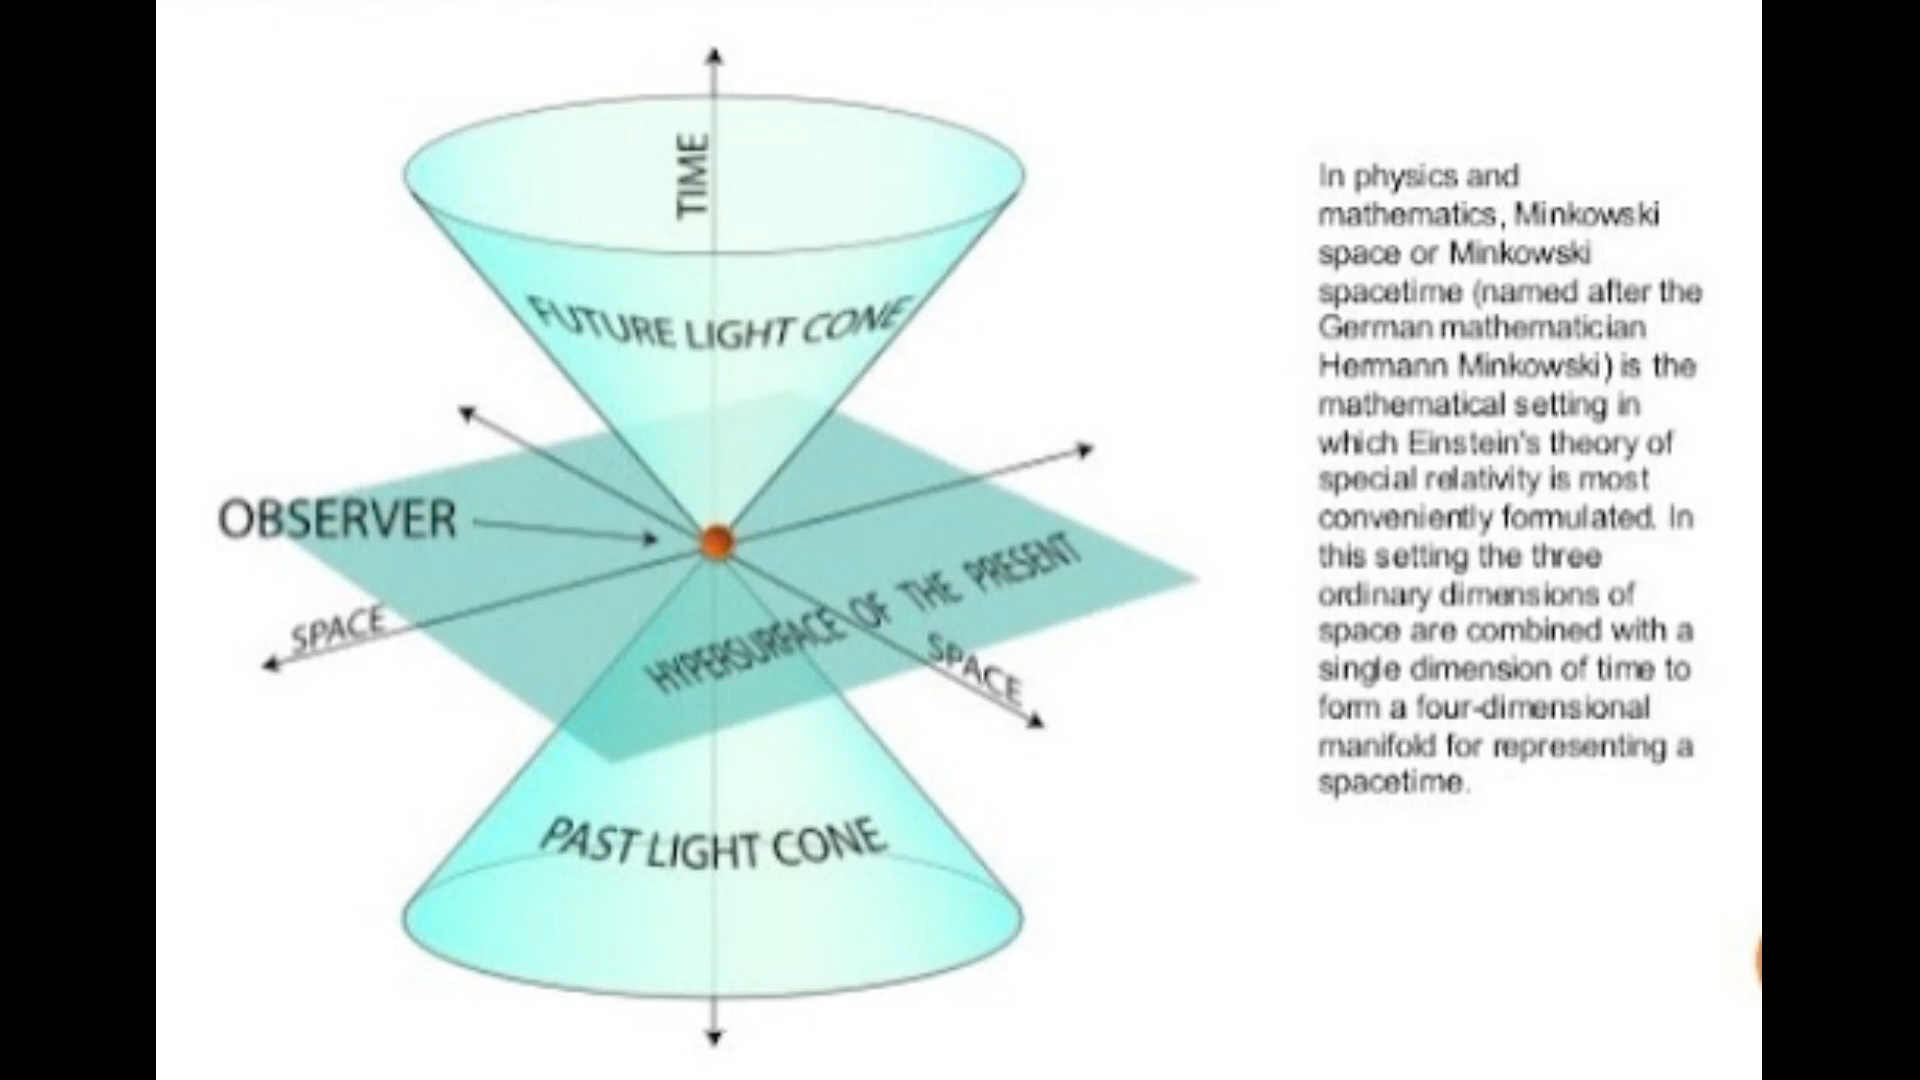 TIME
FUTURE LIGHT CONE
OBSERVER
SPACE
HYPERSURFACE OF THE PRESENT
SPACE
PAST LIGHT CONE
In physics and
mathematics, Minkowski
space or Minkowski
spacetime (named after the
German mathematician
Hermann Minkowski) is the
mathematical setting in
which Einstein's theory of
special relativity is most
conveniently formulated. In
this setting the three
ordinary dimensions of
space are combined with a
single dimension of time to
form a four-dimensional
manifold for representing a
spacetime.